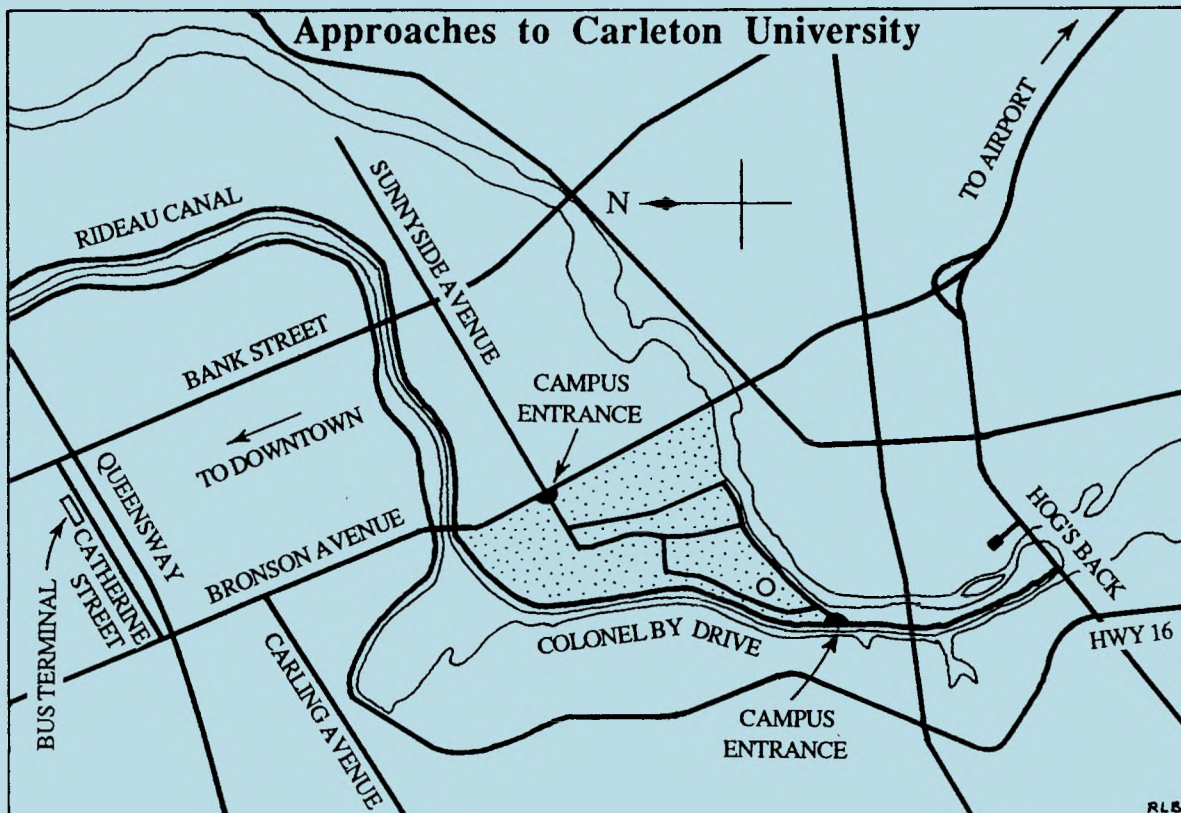 Approaches to Carleton University
TO AIRPORT
N
RIDEAU CANAL
SUNNYSIDE AVENUE
BANK STREET
CAMPUS
ENTRANCE
TO DOWNTOWN
QUEENSWAY
BRONSON AVENUE
CATHERINE
STREET
BUS TERMINAL
CARLING AVENUE
COLONEL BY DRIVE
HOG'S BACK
HWY 16
CAMPUS
ENTRANCE
RLB